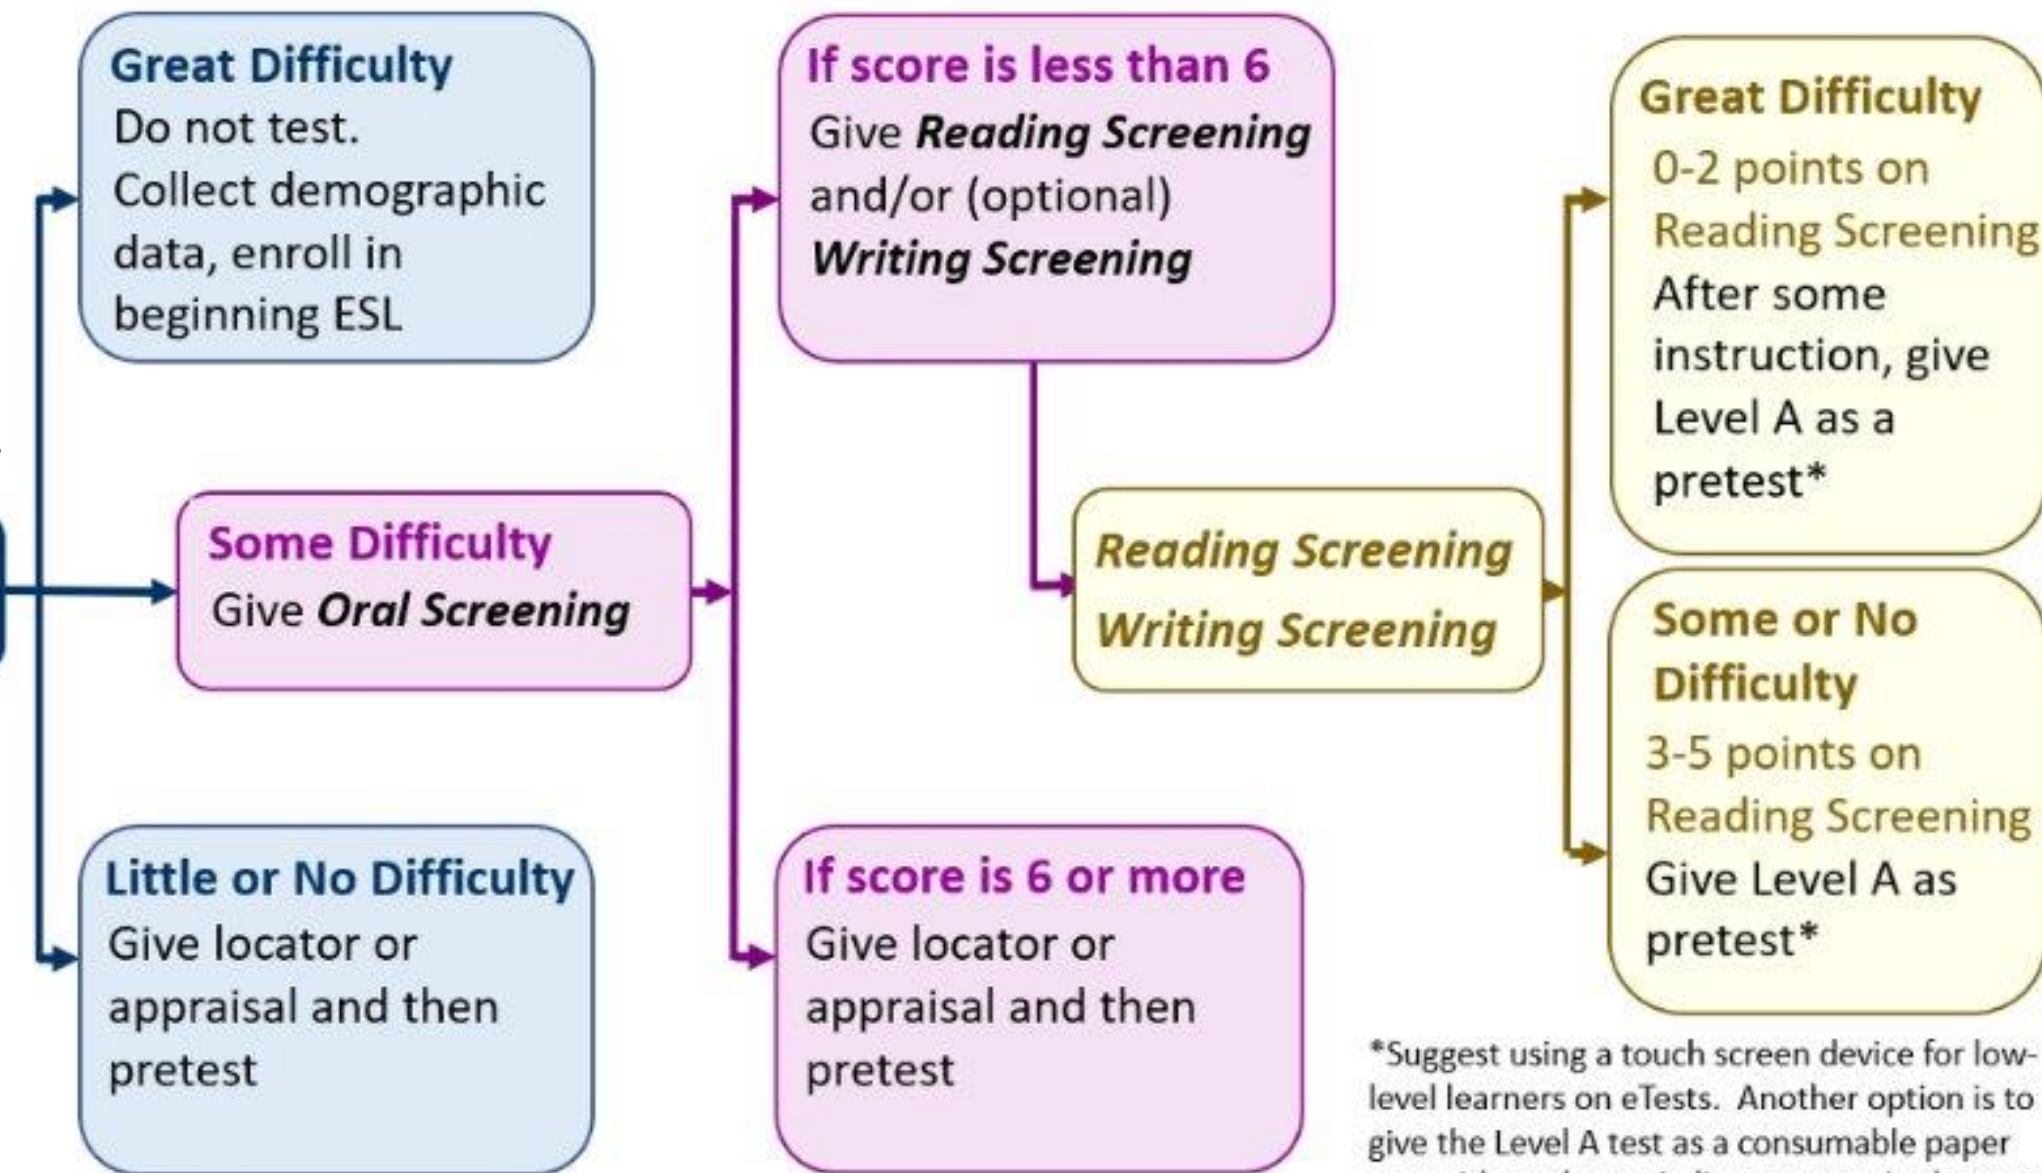 Great Difficulty
Do not test.
Collect demographic
data, enroll in
beginning ESL
Some Difficulty
Give Oral Screening
Little or No Difficulty
Give locator or
appraisal and then
pretest
If score is less than 6
Give Reading Screening
and/or (optional)
Writing Screening
If score is 6 or more
Give locator or
appraisal and then
pretest
Reading Screening
Writing Screening
Great Difficulty
0-2 points on
Reading Screening
After some
instruction, give
Level A as a
pretest*
Some or No
Difficulty
3-5 points on
Reading Screening
Give Level A as
pretest*
*Suggest using a touch screen device for low-
level learners on eTests. Another option is to
give the Level A test as a consumable paper